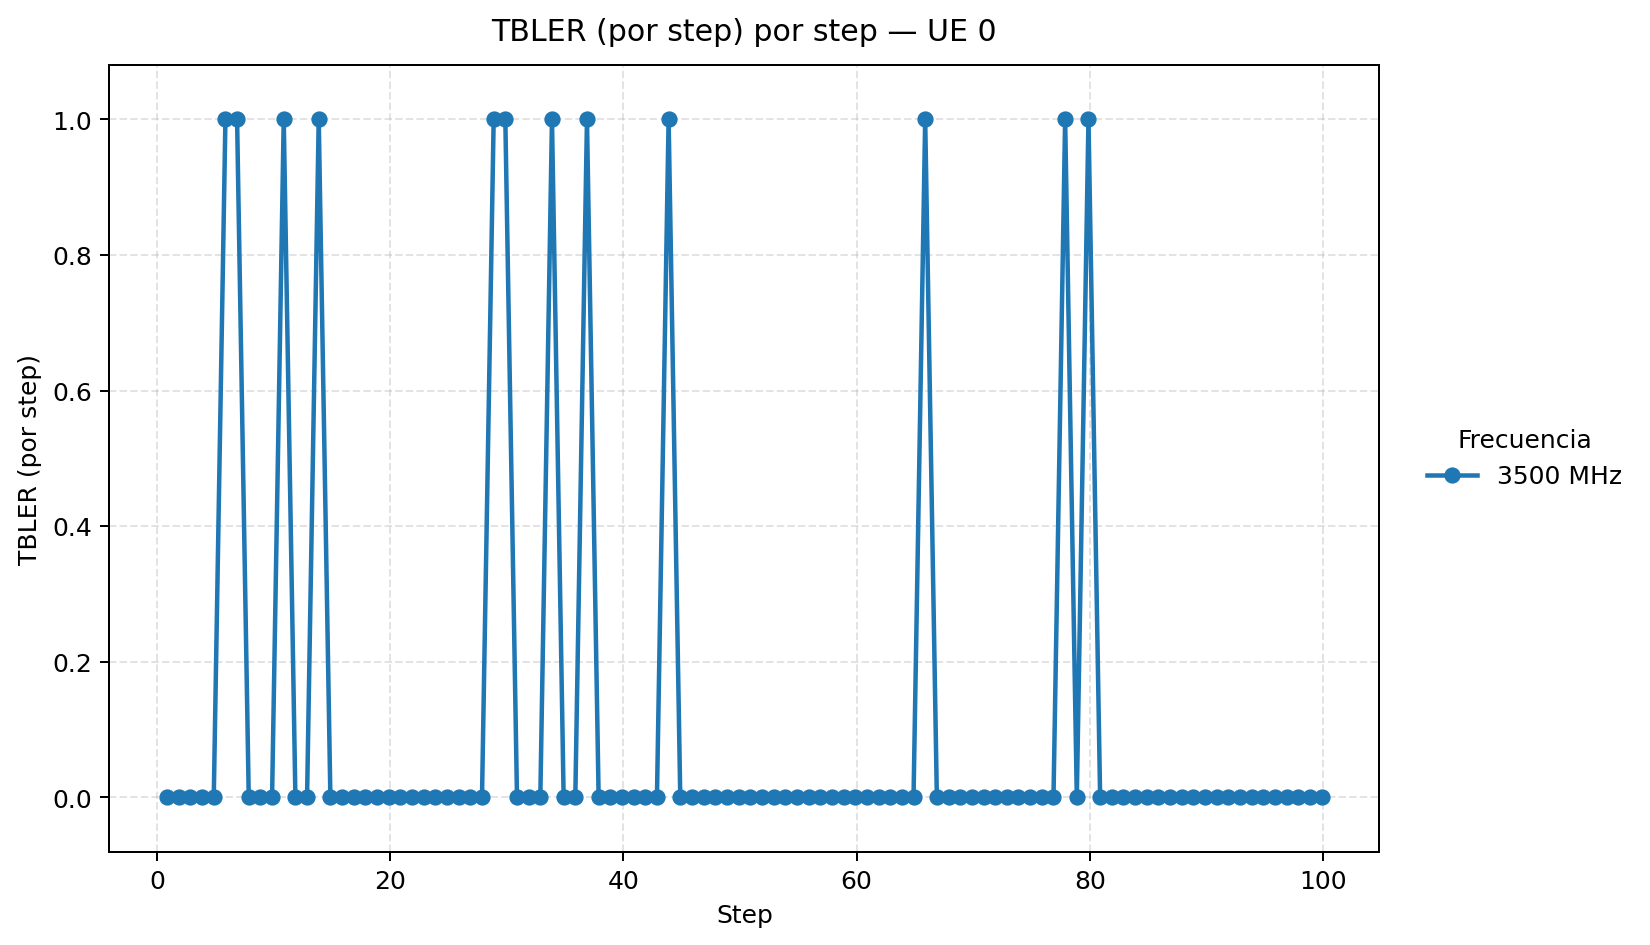 TBLER (por step) por step — UE 0
TBLER (por step)
1.0
0.8
0.6
0.4
0.2
0.0
0 20 40 60 80 100
Step
Frecuencia
3500 MHz